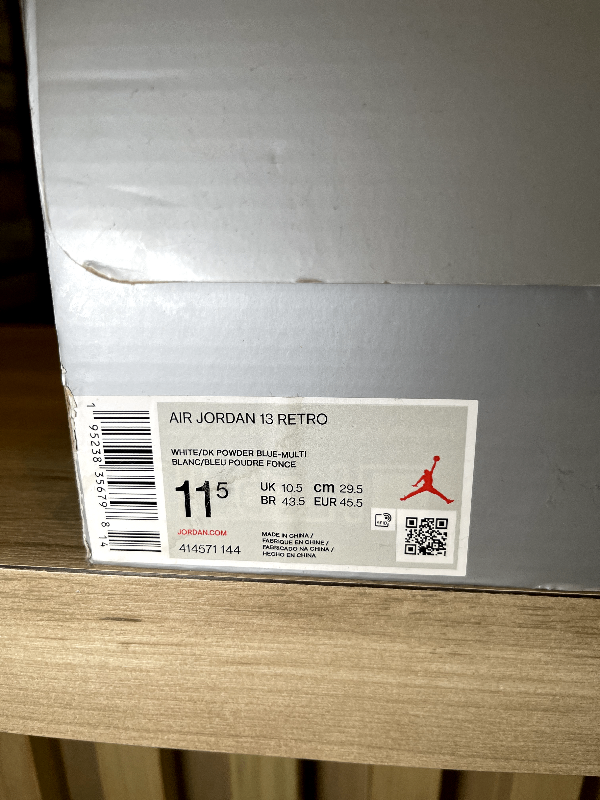 AIR JORDAN 13 RETRO
WHITE/DK POWDER BLUE-MULTI
BLANC/BLEU POUDRE FONCE
11⁵
UK 10.5 cm 29.5
BR 43.5 EUR 45.5
JORDAN.COM
414571 144
MADE IN CHINA /
FABRIQUE EN CHINE /
FABRICADO NA CHINA /
HECHO EN CHINA
RFID
1 95238 35679 8 14